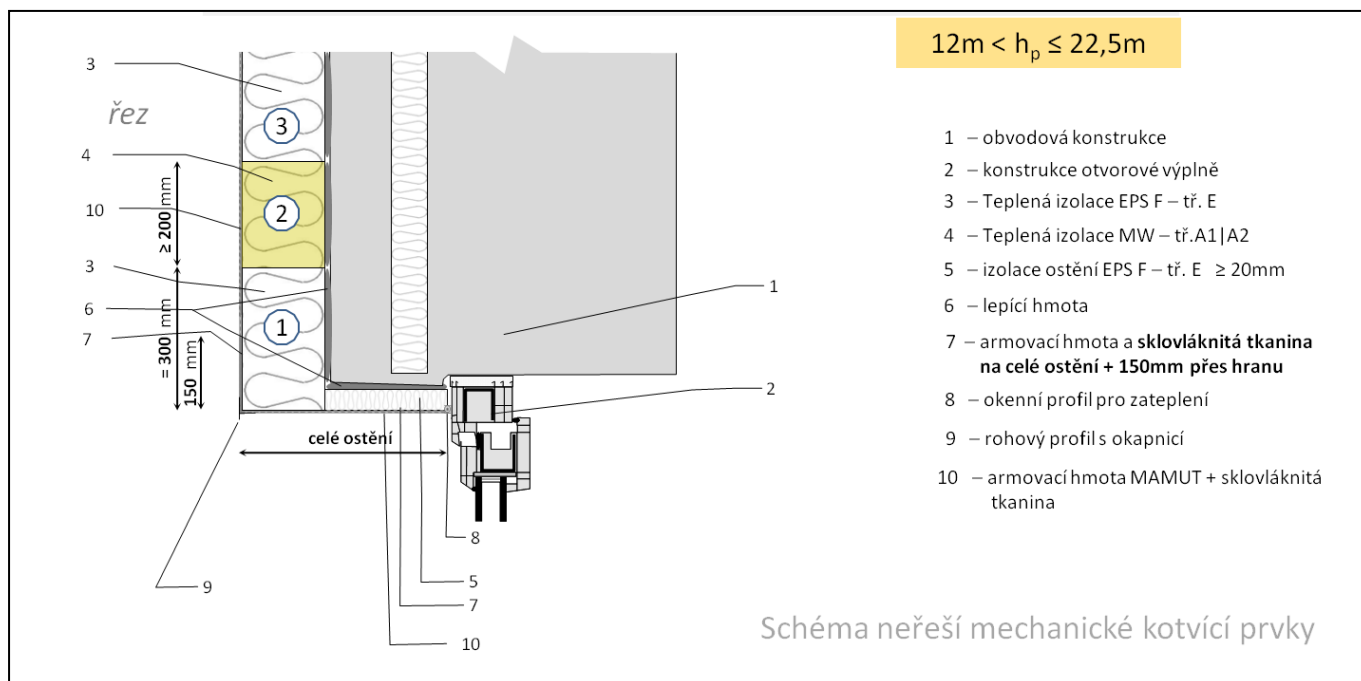 12m < hp ≤ 22,5m
řez
3
4
10
3
6
7
≥ 200 mm
= 300 mm
150 mm
3
2
1
celé ostění
9
8
5
7
10
1
2
1 – obvodová konstrukce
2 – konstrukce otvorové výplně
3 – Teplená izolace EPS F – tř. E
4 – Teplená izolace MW – tř.A1|A2
5 – izolace ostění EPS F – tř. E ≥ 20mm
6 – lepící hmota
7 – armovací hmota a sklovláknitá tkanina
na celé ostění + 150mm přes hranu
8 – okenní profil pro zateplení
9 – rohový profil s okapnicí
10 – armovací hmota MAMUT + sklovláknitá
tkanina
Schéma neřeší mechanické kotvící prvky